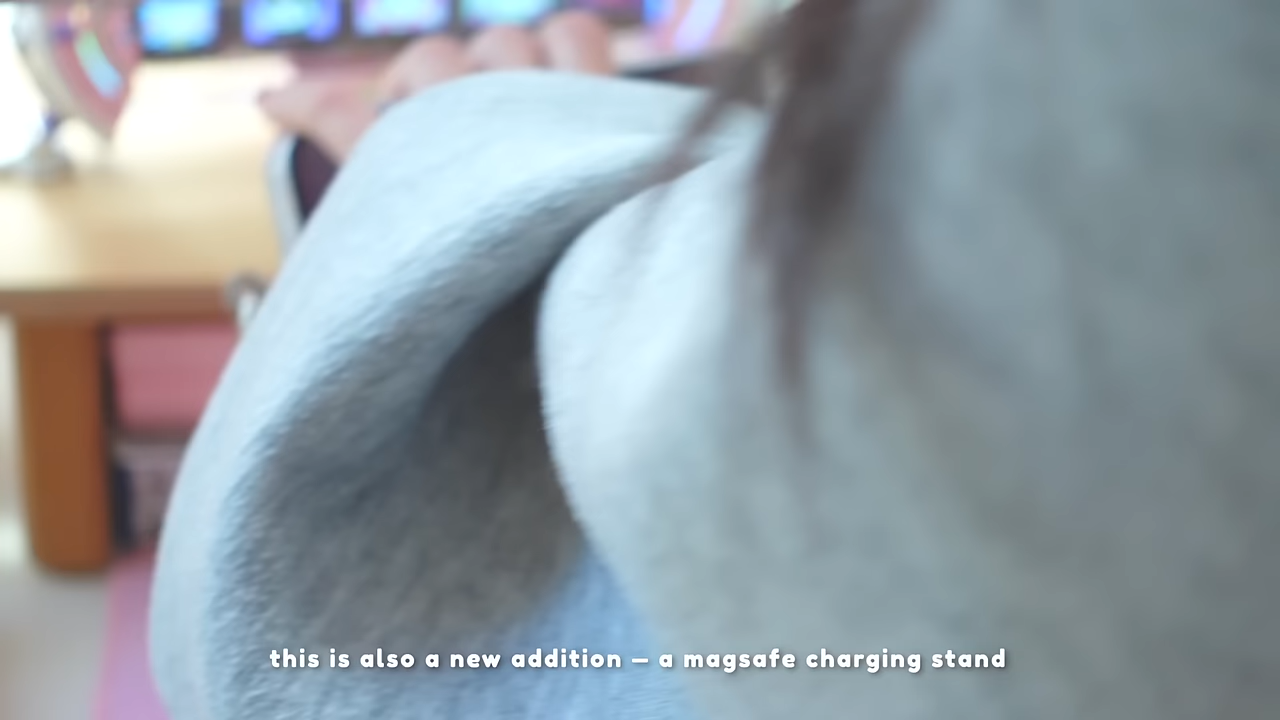 this is also a new addition – a magsafe charging stand